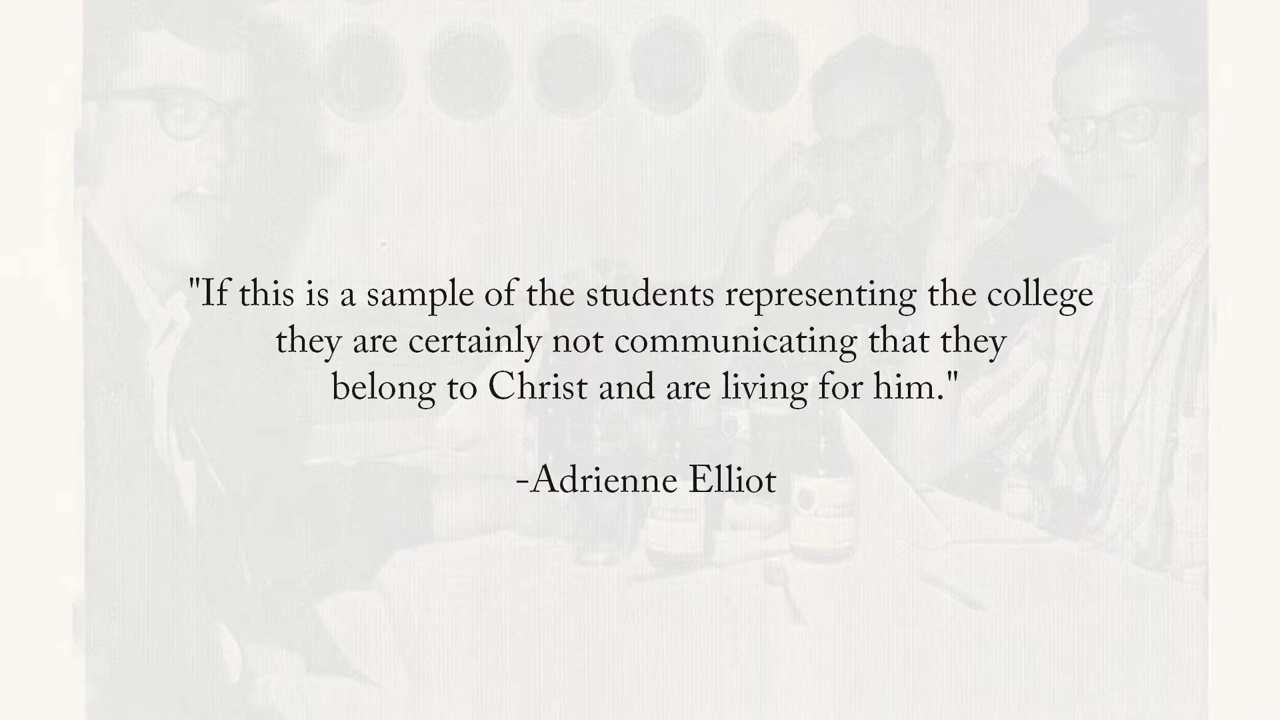 "If this is a sample of the students representing the college
they are certainly not communicating that they
belong to Christ and are living for him."
-Adrienne Elliot